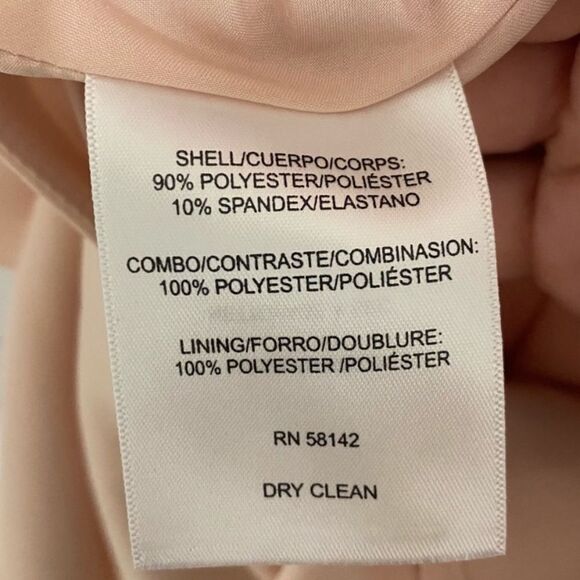 SHELL/CUERPO/CORPS:
90% POLYESTER/POLIÉSTER
10% SPANDEX/ELASTANO
COMBO/CONTRASTE/COMBINASION:
100% POLYESTER/POLIÉSTER
LINING/FORRO/DOUBLURE:
100% POLYESTER /POLIÉSTER
RN 58142
DRY CLEAN